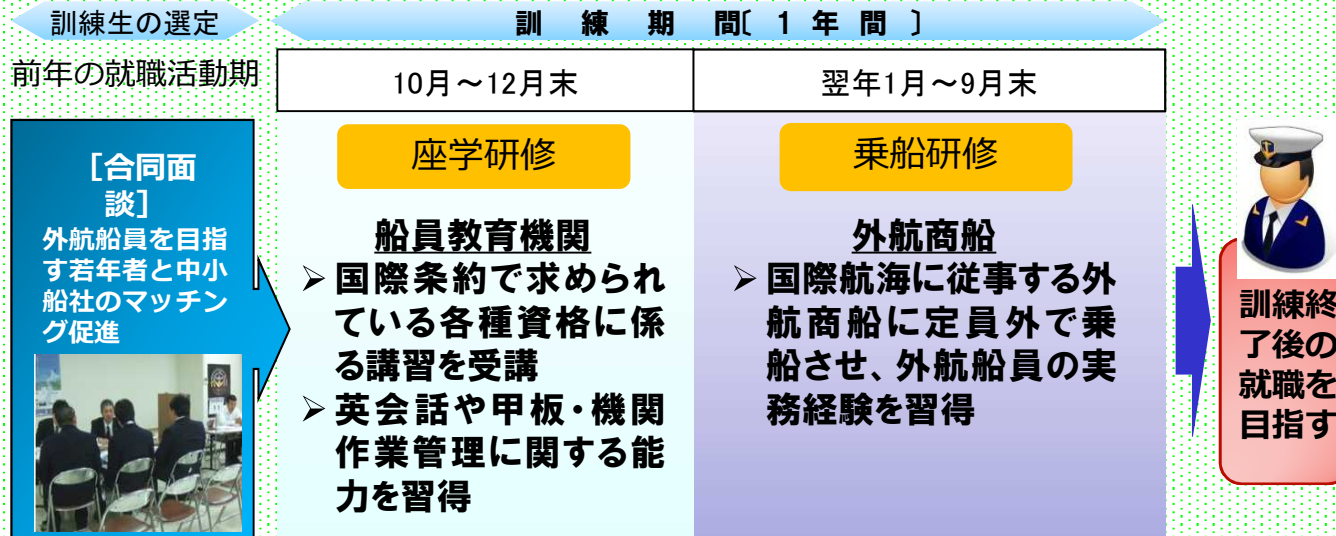 訓練生の選定
訓練期間〔1年間〕
前年の就職活動期
10月～12月末
翌年1月～9月末
［合同面
談］
外航船員を目指
す若年者と中小
船社のマッチン
グ促進
座学研修
船員教育機関
➢国際条約で求められ
ている各種資格に係
る講習を受講
➢英会話や甲板・機関
作業管理に関する能
力を習得
乗船研修
外航商船
➢国際航海に従事する外
航商船に定員外で乗
船させ、外航船員の実
務経験を習得
訓練終
了後の
就職を
目指す